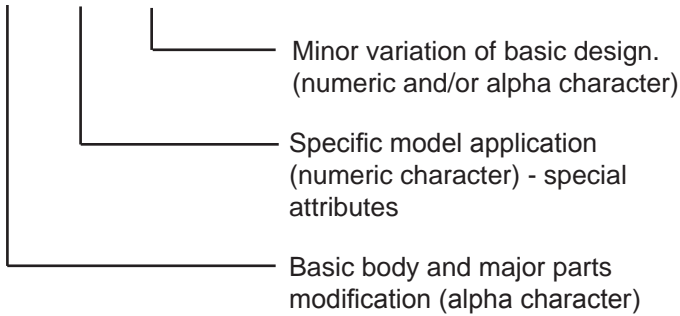 Minor variation of basic design.
(numeric and/or alpha character)
Specific model application
(numeric character) - special
attributes
Basic body and major parts
modification (alpha character)